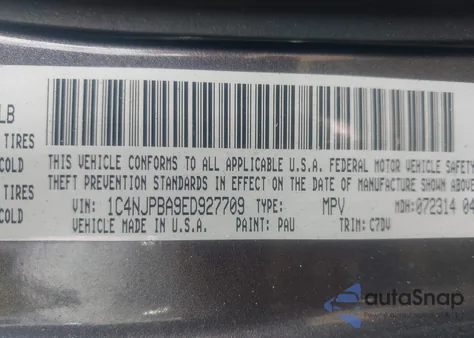 LB
TIRES
COLD
TIRES
COLD
THIS VEHICLE CONFORMS TO ALL APPLICABLE U.S.A. FEDERAL MOTOR VEHICLE SAFETY
THEFT PREVENTION STANDARDS IN EFFECT ON THE DATE OF MANUFACTURE SHOWN ABOVE
VIN: 1C4NJPBA9ED927709 TYPE: MPV MDH: 072314 04
VEHICLE MADE IN U.S.A. PAINT: PAU TRIM: C7DV
autoSnap